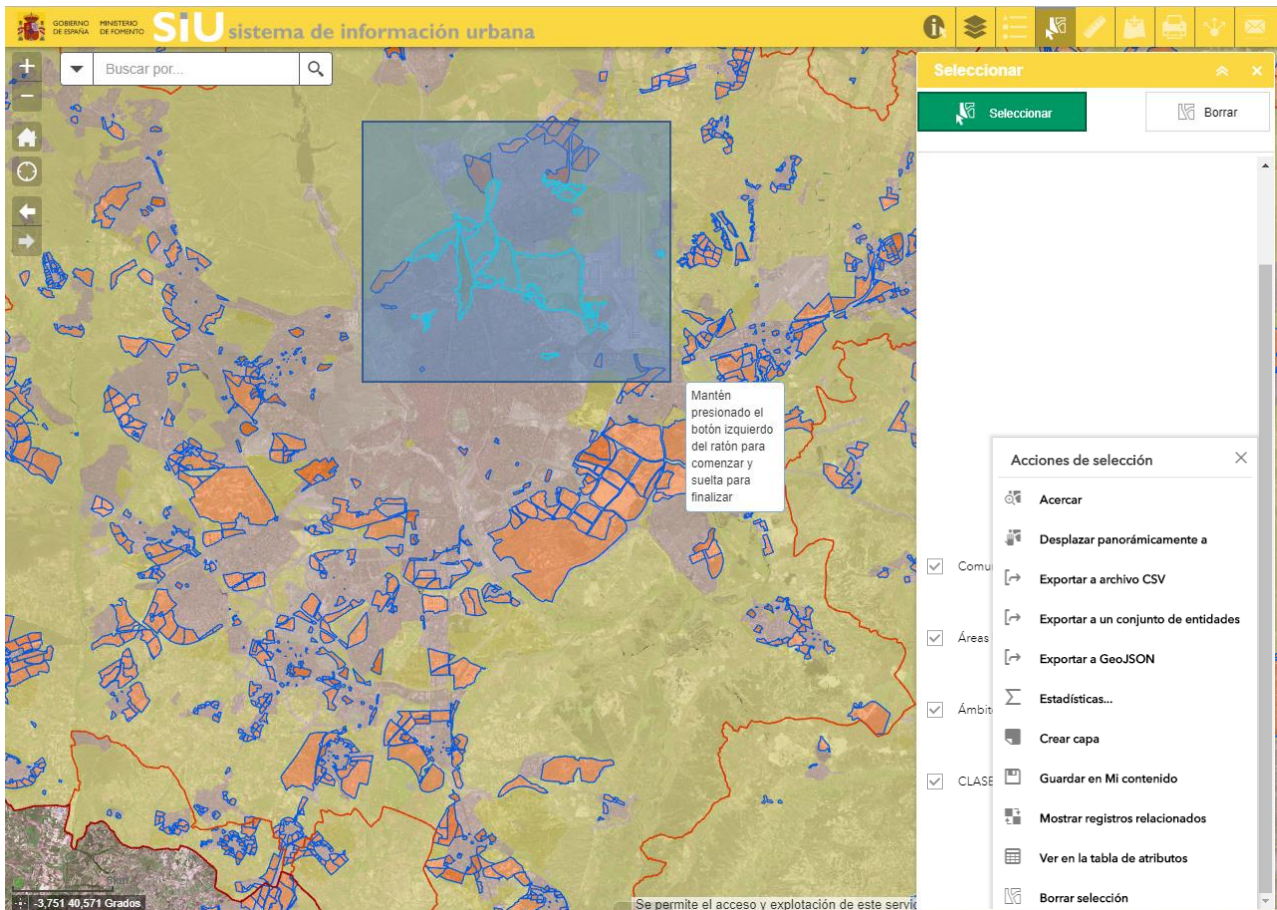 GOBIERNO DE ESPAÑA
MINISTERIO DE FOMENTO
SiU sistema de información urbana
Buscar por...
Seleccionar
Seleccionar
Borrar
Mantén
presionado el
botón izquierdo
del ratón para
comenzar y
suelta para
finalizar
Acciones de selección
Acercar
Desplazar panorámicamente a
Exportar a archivo CSV
Comu
Exportar a un conjunto de entidades
Áreas
Exportar a GeoJSON
Estadísticas...
Ámbit
Crear capa
CLASE
Guardar en Mi contenido
Mostrar registros relacionados
Ver en la tabla de atributos
Borrar selección
-3,751 40,571 Grados
Se permite el acceso y explotación de este servic